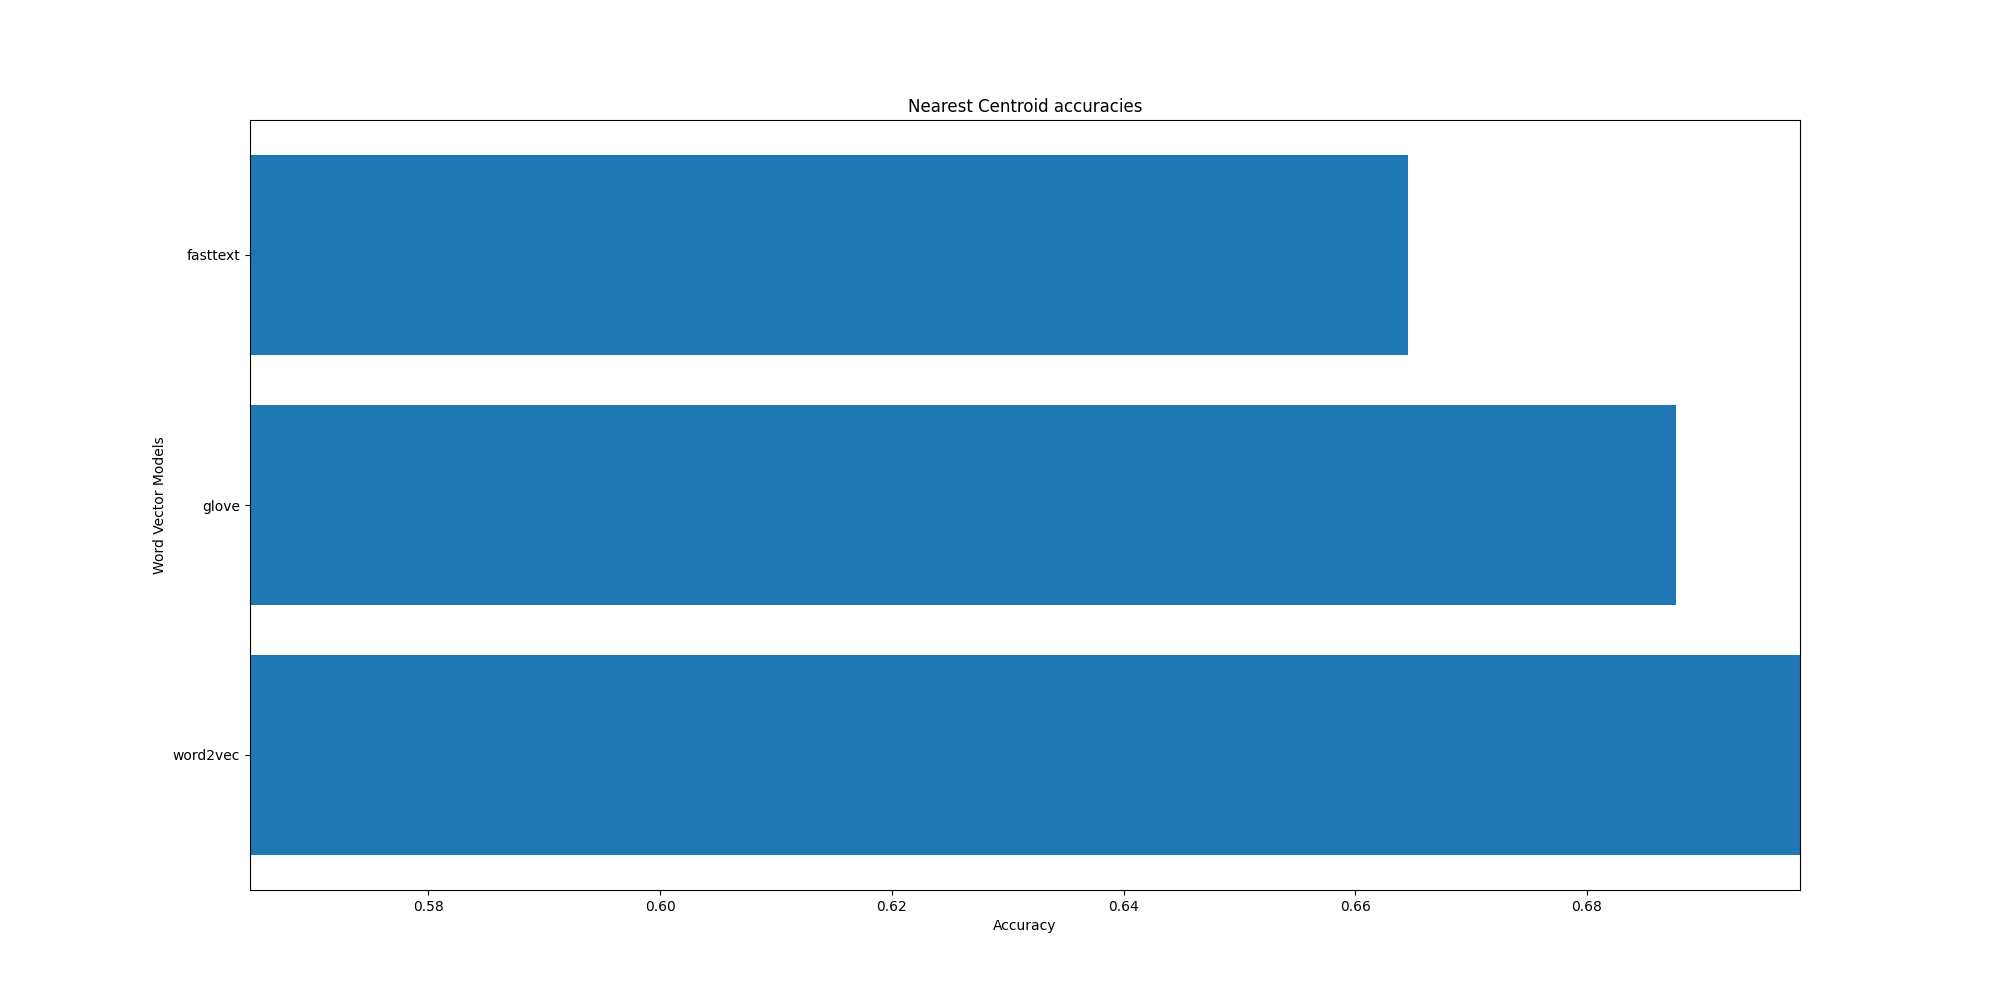 Nearest Centroid accuracies
fasttext
glove
word2vec
Word Vector Models
0.58 0.60 0.62 0.64 0.66 0.68
Accuracy